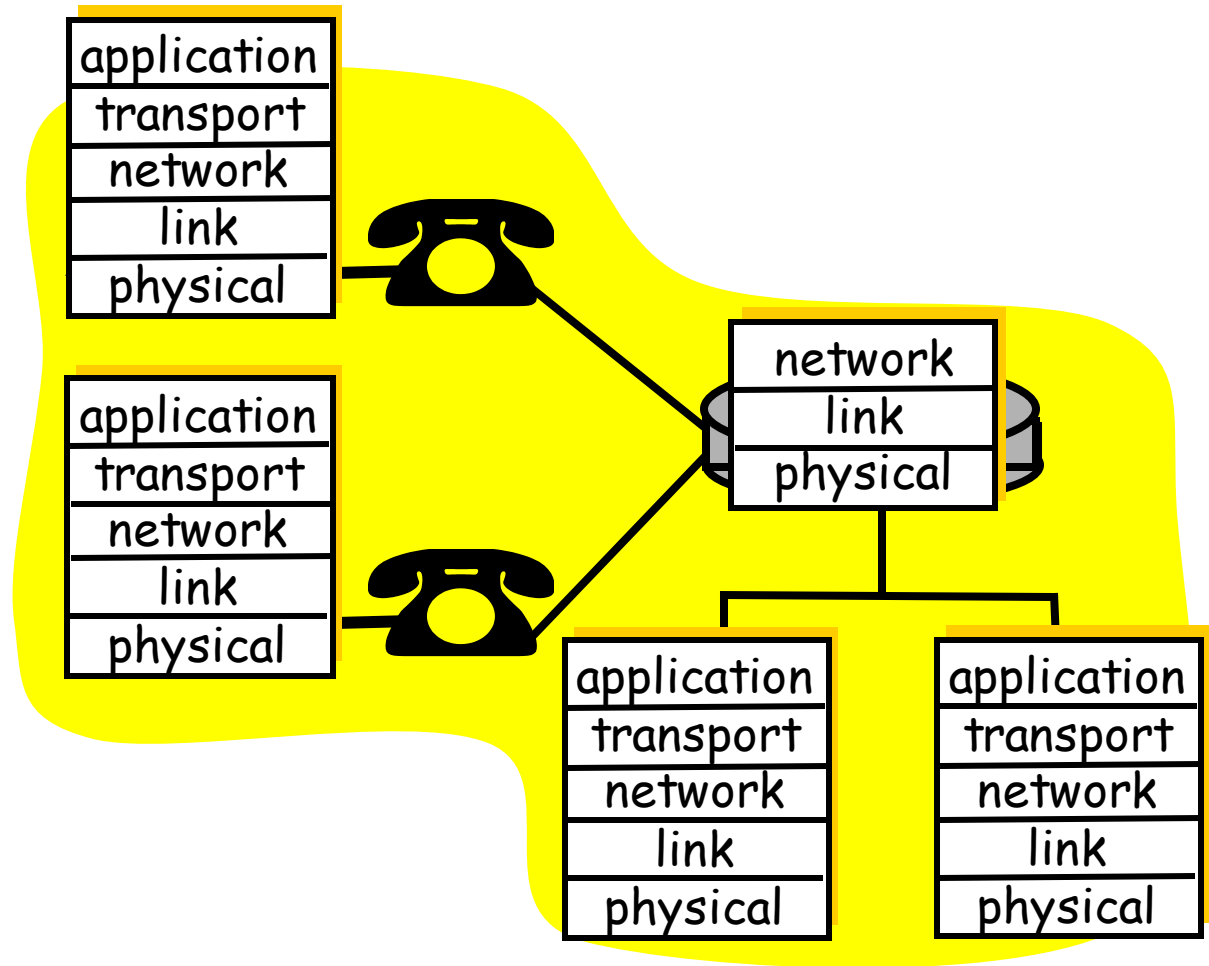 application
transport
network
link
physical
application
transport
network
link
physical
network
link
physical
application
transport
network
link
physical
application
transport
network
link
physical